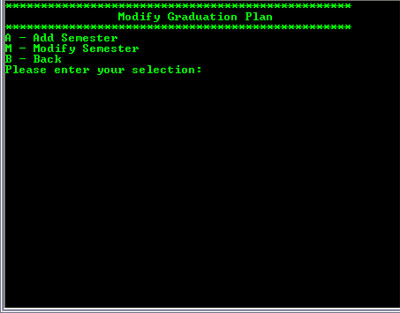 **************************************************
Modify Graduation Plan
**************************************************
A - Add Semester
M - Modify Semester
B - Back
Please enter your selection: